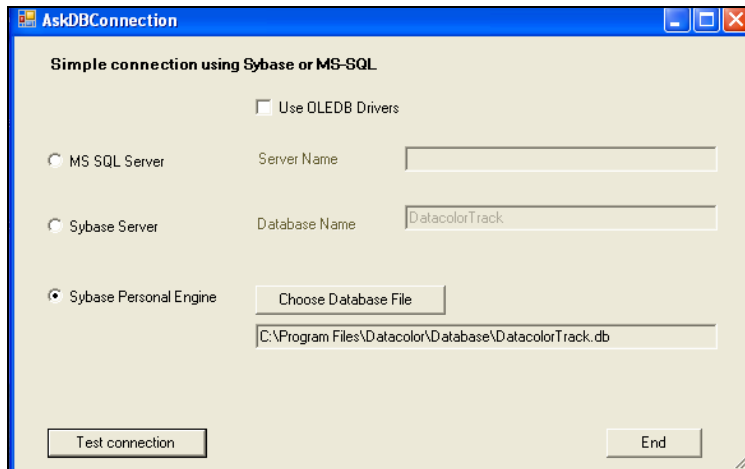 AskDBConnection
Simple connection using Sybase or MS-SQL
Use OLEDB Drivers
MS SQL Server Server Name
Sybase Server Database Name DatacolorTrack
Sybase Personal Engine Choose Database File
C:\Program Files\Datacolor\Database\DatacolorTrack.db
Test connection End